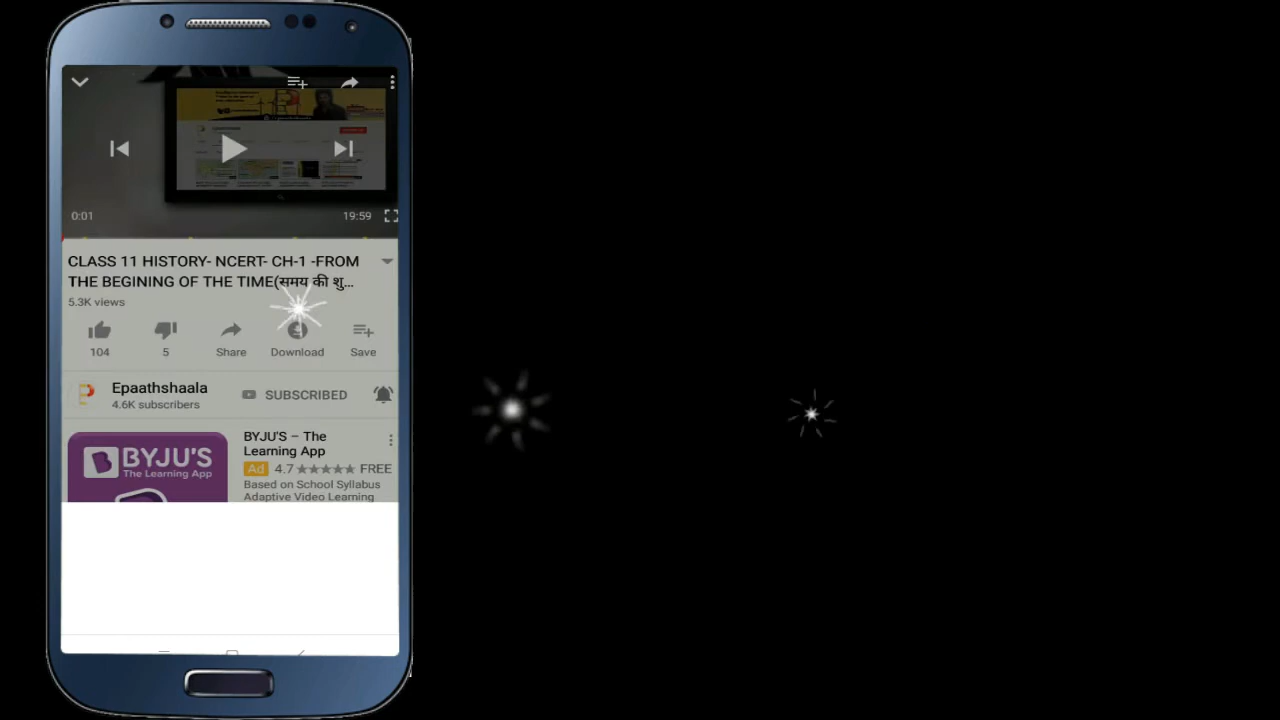 0:01
19:59
CLASS 11 HISTORY- NCERT- CH-1 -FROM
THE BEGINING OF THE TIME(समय की शु...
5.3K views
104
5
Share
Download
Save
Epaathshaala
4.6K subscribers
SUBSCRIBED
BYJU'S
The Learning App
BYJU'S – The
Learning App
Ad 4.7 ★★★★★ FREE
Based on School Syllabus
Adaptive Video Learning